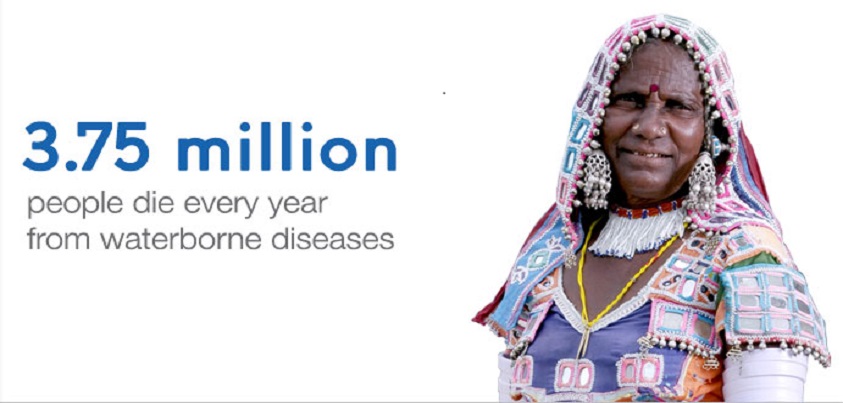 3.75 million
people die every year
from waterborne diseases